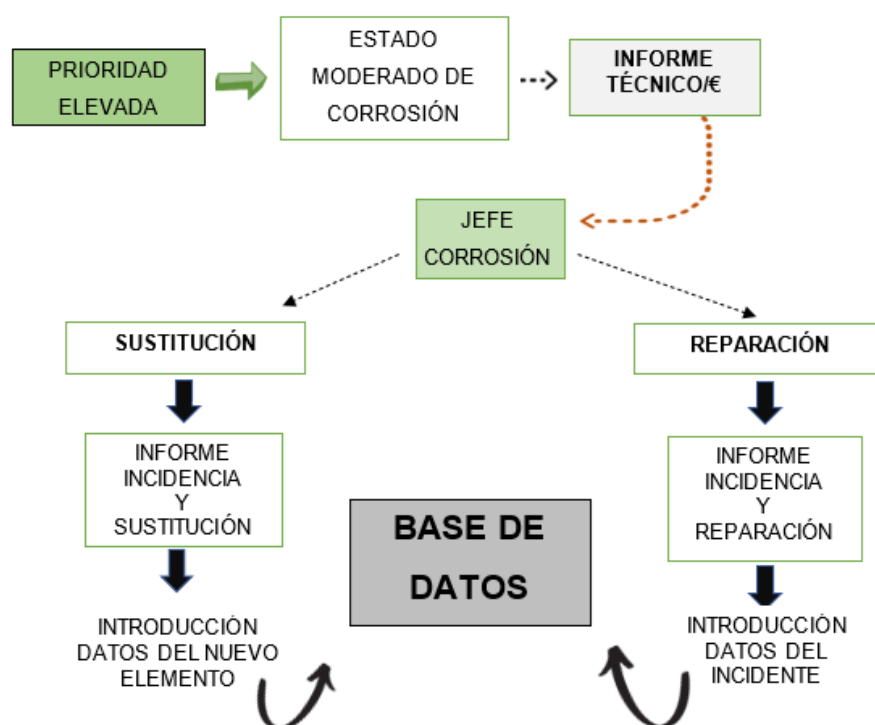 PRIORIDAD
ELEVADA
ESTADO
MODERADO DE
CORROSIÓN
INFORME
TÉCNICO/€
JEFE
CORROSIÓN
SUSTITUCIÓN
REPARACIÓN
INFORME
INCIDENCIA
Y
SUSTITUCIÓN
INFORME
INCIDENCIA
Y
REPARACIÓN
BASE DE
DATOS
INTRODUCCIÓN
DATOS DEL NUEVO
ELEMENTO
INTRODUCCIÓN
DATOS DEL
INCIDENTE